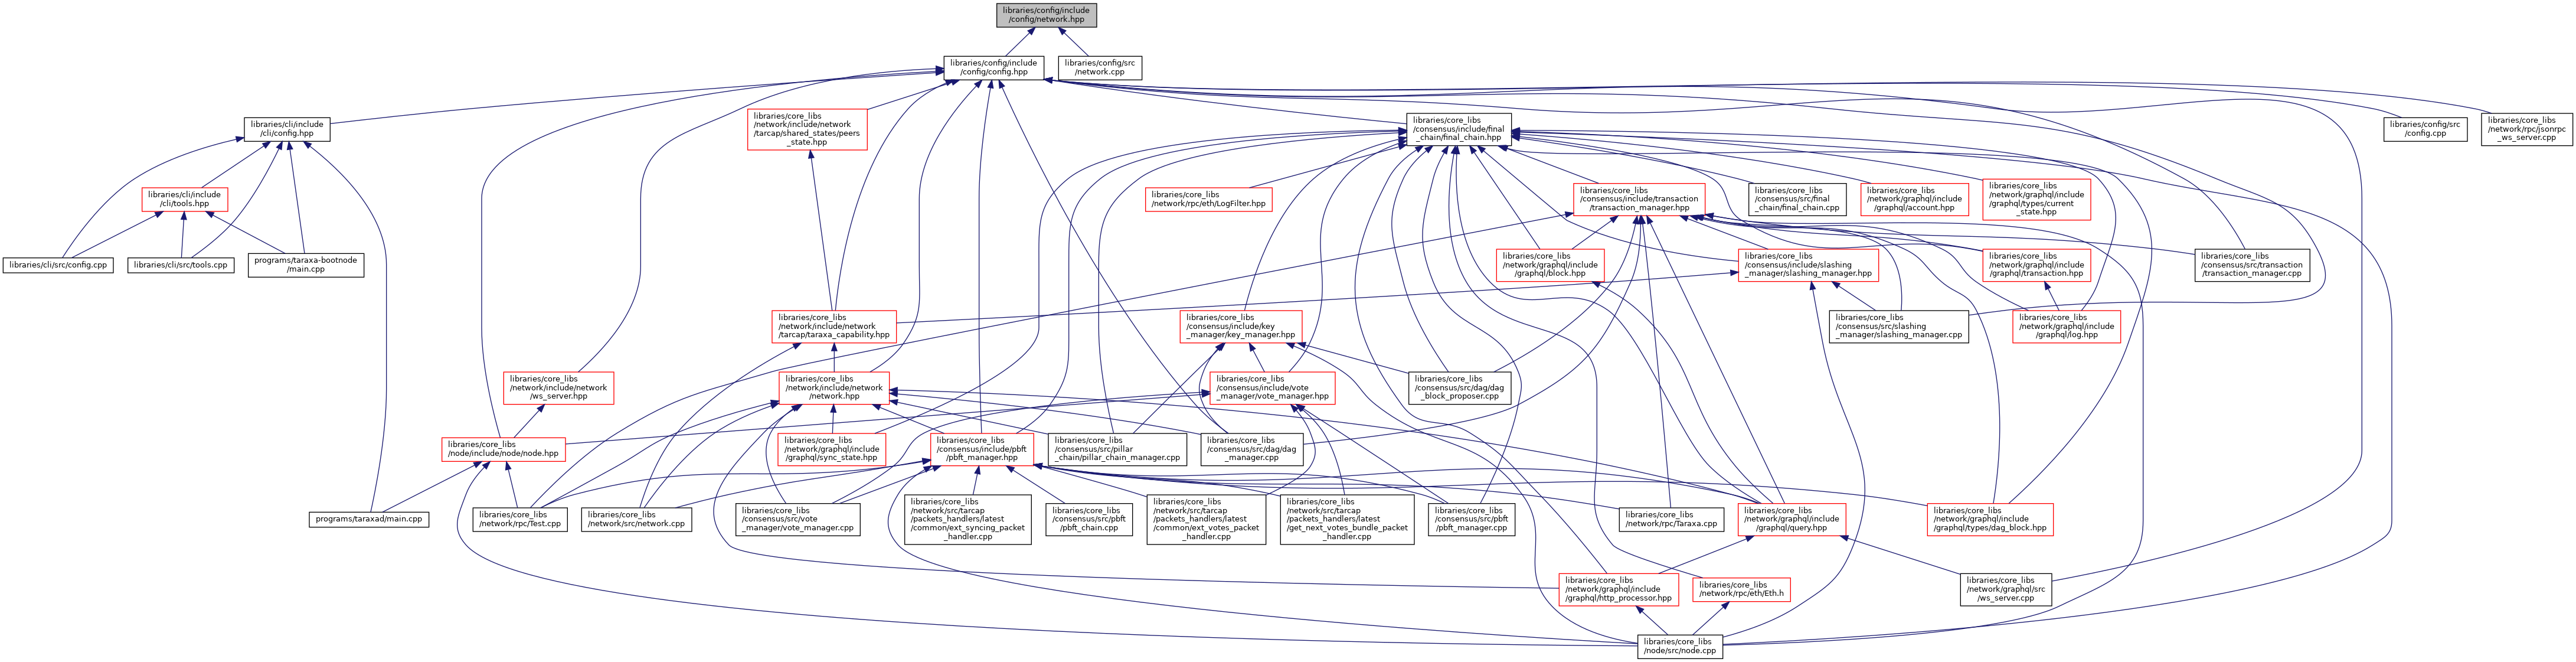 libraries/config/include
/config/network.hpp
libraries/config/include
/config/config.hpp
libraries/config/src
/network.cpp
libraries/cli/include
/cli/config.hpp
libraries/core_libs
/network/include/network
/tarcap/shared_states/peers
_state.hpp
libraries/core_libs
/consensus/include/final
_chain/final_chain.hpp
libraries/config/src
/config.cpp
libraries/core_libs
/network/rpc/jsonrpc
_ws_server.cpp
libraries/cli/include
/cli/tools.hpp
libraries/core_libs
/network/rpc/eth/LogFilter.hpp
libraries/core_libs
/consensus/include/transaction
/transaction_manager.hpp
libraries/core_libs
/consensus/src/final
_chain/final_chain.cpp
libraries/core_libs
/network/graphql/include
/graphql/account.hpp
libraries/core_libs
/network/graphql/include
/graphql/types/current
_state.hpp
libraries/cli/src/config.cpp
libraries/cli/src/tools.cpp
programs/taraxa-bootnode
/main.cpp
libraries/core_libs
/network/graphql/include
/graphql/block.hpp
libraries/core_libs
/consensus/include/slashing
_manager/slashing_manager.hpp
libraries/core_libs
/network/graphql/include
/graphql/transaction.hpp
libraries/core_libs
/consensus/src/transaction
/transaction_manager.cpp
libraries/core_libs
/network/include/network
/tarcap/taraxa_capability.hpp
libraries/core_libs
/consensus/include/key
_manager/key_manager.hpp
libraries/core_libs
/consensus/src/slashing
_manager/slashing_manager.cpp
libraries/core_libs
/network/graphql/include
/graphql/log.hpp
libraries/core_libs
/network/include/network
/ws_server.hpp
libraries/core_libs
/network/include/network
/network.hpp
libraries/core_libs
/consensus/include/vote
_manager/vote_manager.hpp
libraries/core_libs
/consensus/src/dag/dag
_block_proposer.cpp
libraries/core_libs
/node/include/node/node.hpp
libraries/core_libs
/network/graphql/include
/graphql/sync_state.hpp
libraries/core_libs
/consensus/include/pbft
/pbft_manager.hpp
libraries/core_libs
/consensus/src/pillar
_chain/pillar_chain_manager.cpp
libraries/core_libs
/consensus/src/dag/dag
_manager.cpp
programs/taraxad/main.cpp
libraries/core_libs
/network/rpc/Test.cpp
libraries/core_libs
/network/src/network.cpp
libraries/core_libs
/consensus/src/vote
_manager/vote_manager.cpp
libraries/core_libs
/network/src/tarcap
/packets_handlers/latest
/common/ext_syncing_packet
_handler.cpp
libraries/core_libs
/consensus/src/pbft
/pbft_chain.cpp
libraries/core_libs
/network/src/tarcap
/packets_handlers/latest
/common/ext_votes_packet
_handler.cpp
libraries/core_libs
/network/src/tarcap
/packets_handlers/latest
/get_next_votes_bundle_packet
_handler.cpp
libraries/core_libs
/consensus/src/pbft
/pbft_manager.cpp
libraries/core_libs
/network/rpc/Taraxa.cpp
libraries/core_libs
/network/graphql/include
/graphql/query.hpp
libraries/core_libs
/network/graphql/include
/graphql/types/dag_block.hpp
libraries/core_libs
/network/graphql/include
/graphql/http_processor.hpp
libraries/core_libs
/network/rpc/eth/Eth.h
libraries/core_libs
/network/graphql/src
/ws_server.cpp
libraries/core_libs
/node/src/node.cpp